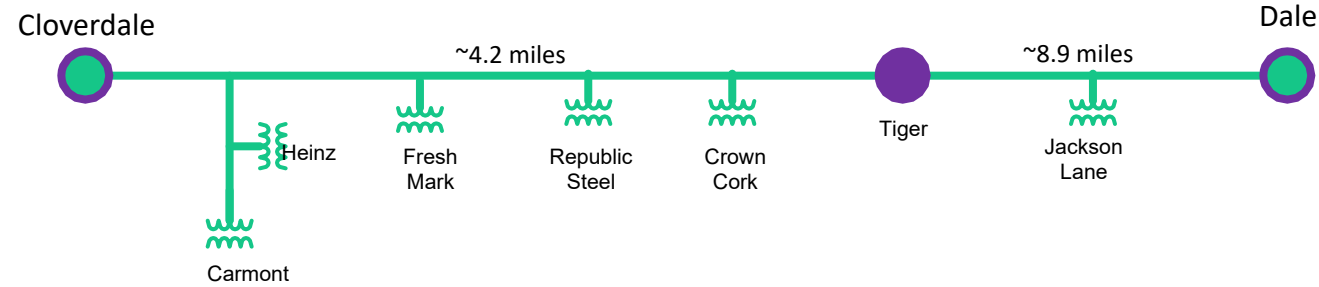 Cloverdale
Dale
~4.2 miles
~8.9 miles
Tiger
Heinz
Fresh
Mark
Republic
Steel
Crown
Cork
Jackson
Lane
Carmont